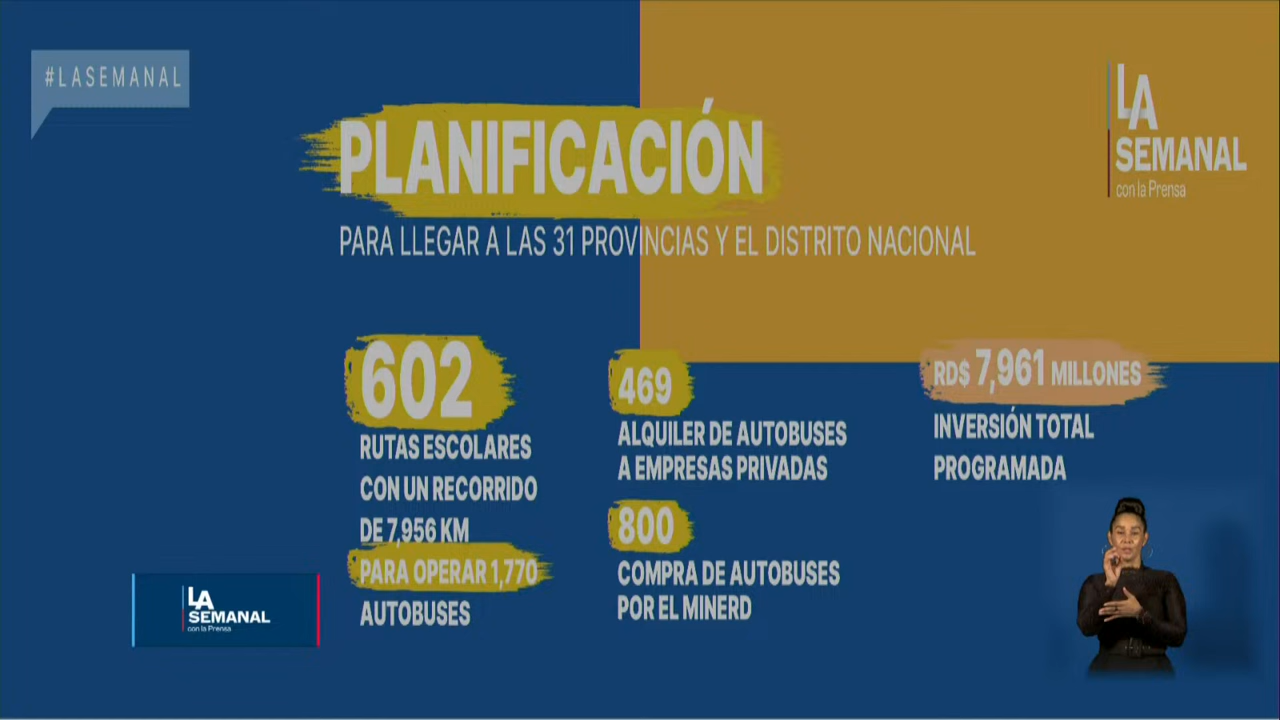 #LASEMANAL
LA
SEMANAL
con la Prensa
PLANIFICACIÓN
PARA LLEGAR A LAS 31 PROVINCIAS Y EL DISTRITO NACIONAL
602
RUTAS ESCOLARES
CON UN RECORRIDO
DE 7,956 KM
PARA OPERAR 1,770
AUTOBUSES
469
ALQUILER DE AUTOBUSES
A EMPRESAS PRIVADAS
800
COMPRA DE AUTOBUSES
POR EL MINERD
RD$ 7,961 MILLONES
INVERSIÓN TOTAL
PROGRAMADA
LA
SEMANAL
con la Prensa